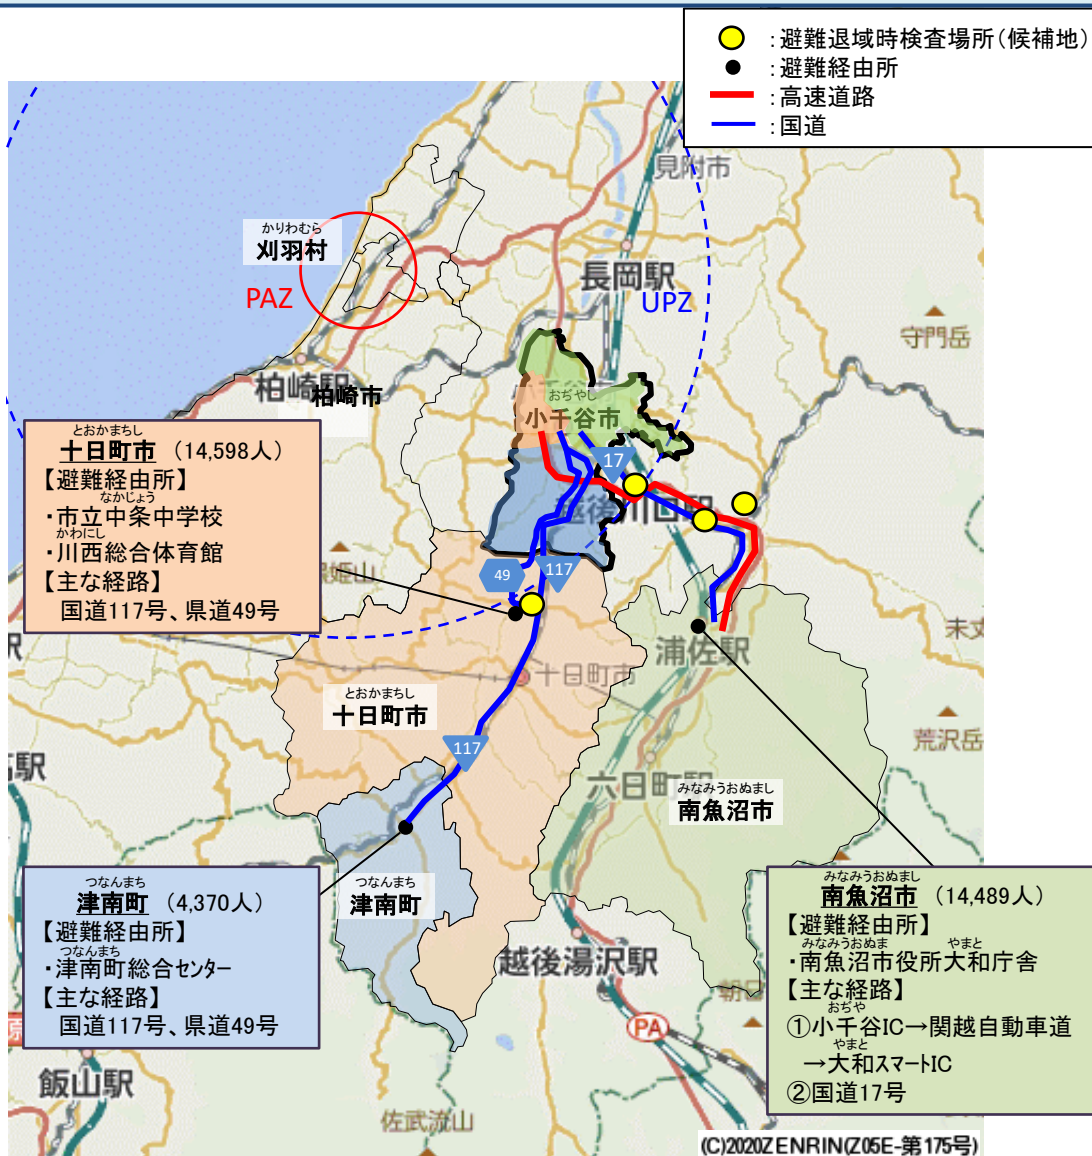 ：避難退域時検査場所（候補地）
：避難経由所
：高速道路
：国道
見附市
かりわむら
刈羽村
PAZ
長岡駅
UPZ
守門岳
柏崎駅
柏崎市
おぢやし
小千谷市
17
越後川口駅
とおかまちし
十日町市 （14,598人）
【避難経由所】
なかじょう
・市立中条中学校
かわにし
・川西総合体育館
【主な経路】
国道117号、県道49号
49
117
浦佐駅
十日町市
とおかまちし
十日町市
117
荒沢岳
六日町駅
みなみうおぬまし
南魚沼市
つなんまち
津南町 （4,370人）
【避難経由所】
つなんまち
・津南町総合センター
【主な経路】
国道117号、県道49号
つなんまち
津南町
越後湯沢駅
PA
みなみうおぬまし
南魚沼市 （14,489人）
【避難経由所】
みなみうおぬま やまと
・南魚沼市役所大和庁舎
【主な経路】
おぢや
①小千谷IC→関越自動車道
やまと
→大和スマートIC
②国道17号
飯山駅
佐武流山
(C)2020ZENRIN(Z05E-第175号)